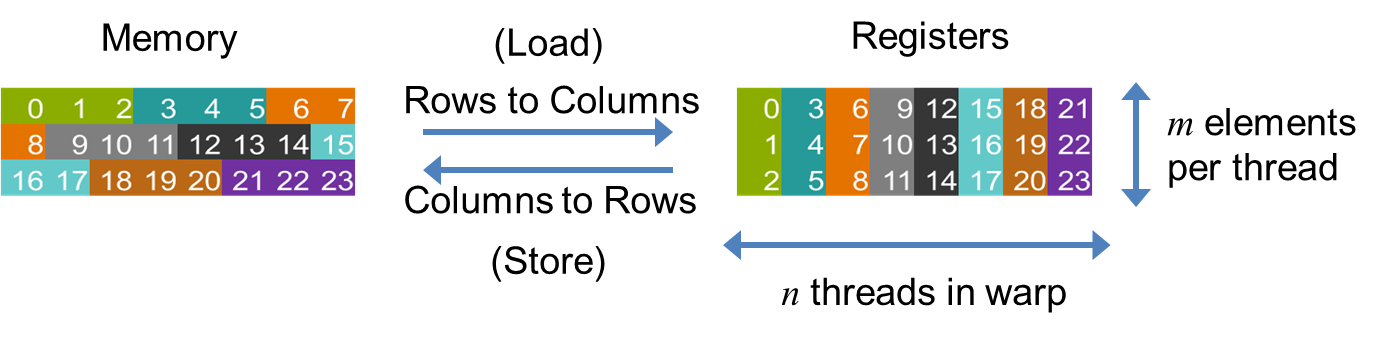 Memory
(Load)
Registers
Rows to Columns
Columns to Rows
(Store)
0 1 2 3 4 5 6 7
8 9 10 11 12 13 14 15
16 17 18 19 20 21 22 23
0 3 6 9 12 15 18 21
1 4 7 10 13 16 19 22
2 5 8 11 14 17 20 23
m elements
per thread
n threads in warp